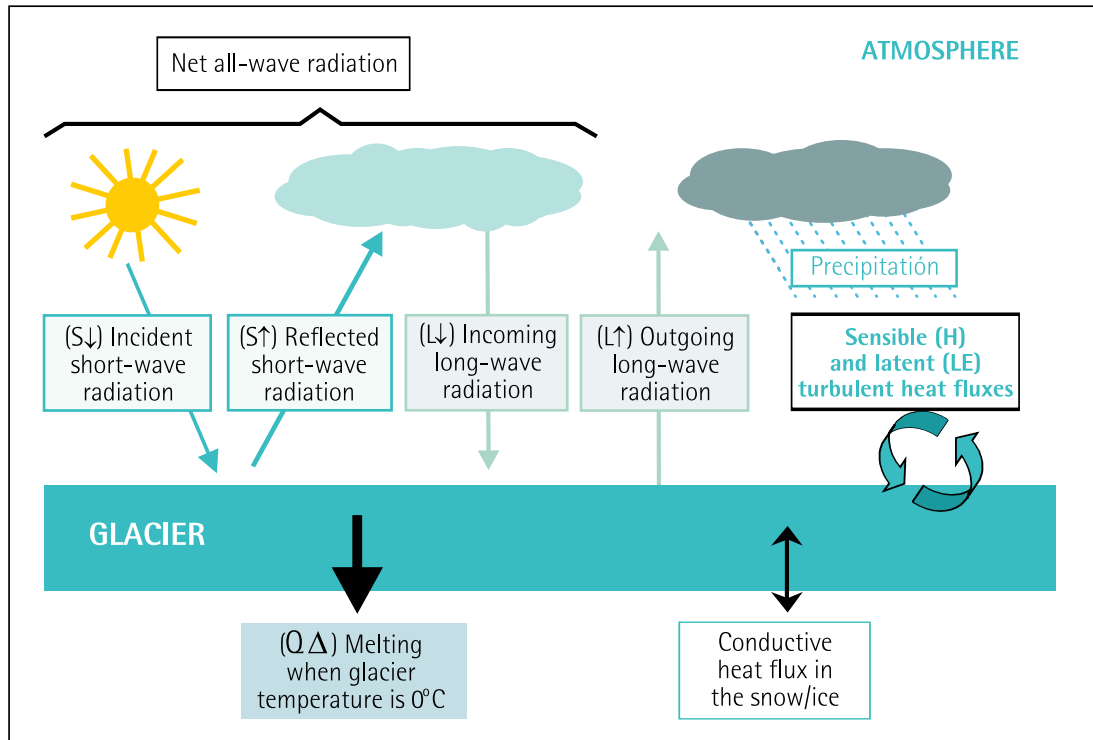 Net all-wave radiation
ATMOSPHERE
Precipitatión
(S↓) Incident
short-wave
radiation
(S↑) Reflected
short-wave
radiation
(L↓) Incoming
long-wave
radiation
(L↑) Outgoing
long-wave
radiation
Sensible (H)
and latent (LE)
turbulent heat fluxes
GLACIER
(QΔ) Melting
when glacier
temperature is 0°C
Conductive
heat flux in
the snow/ice